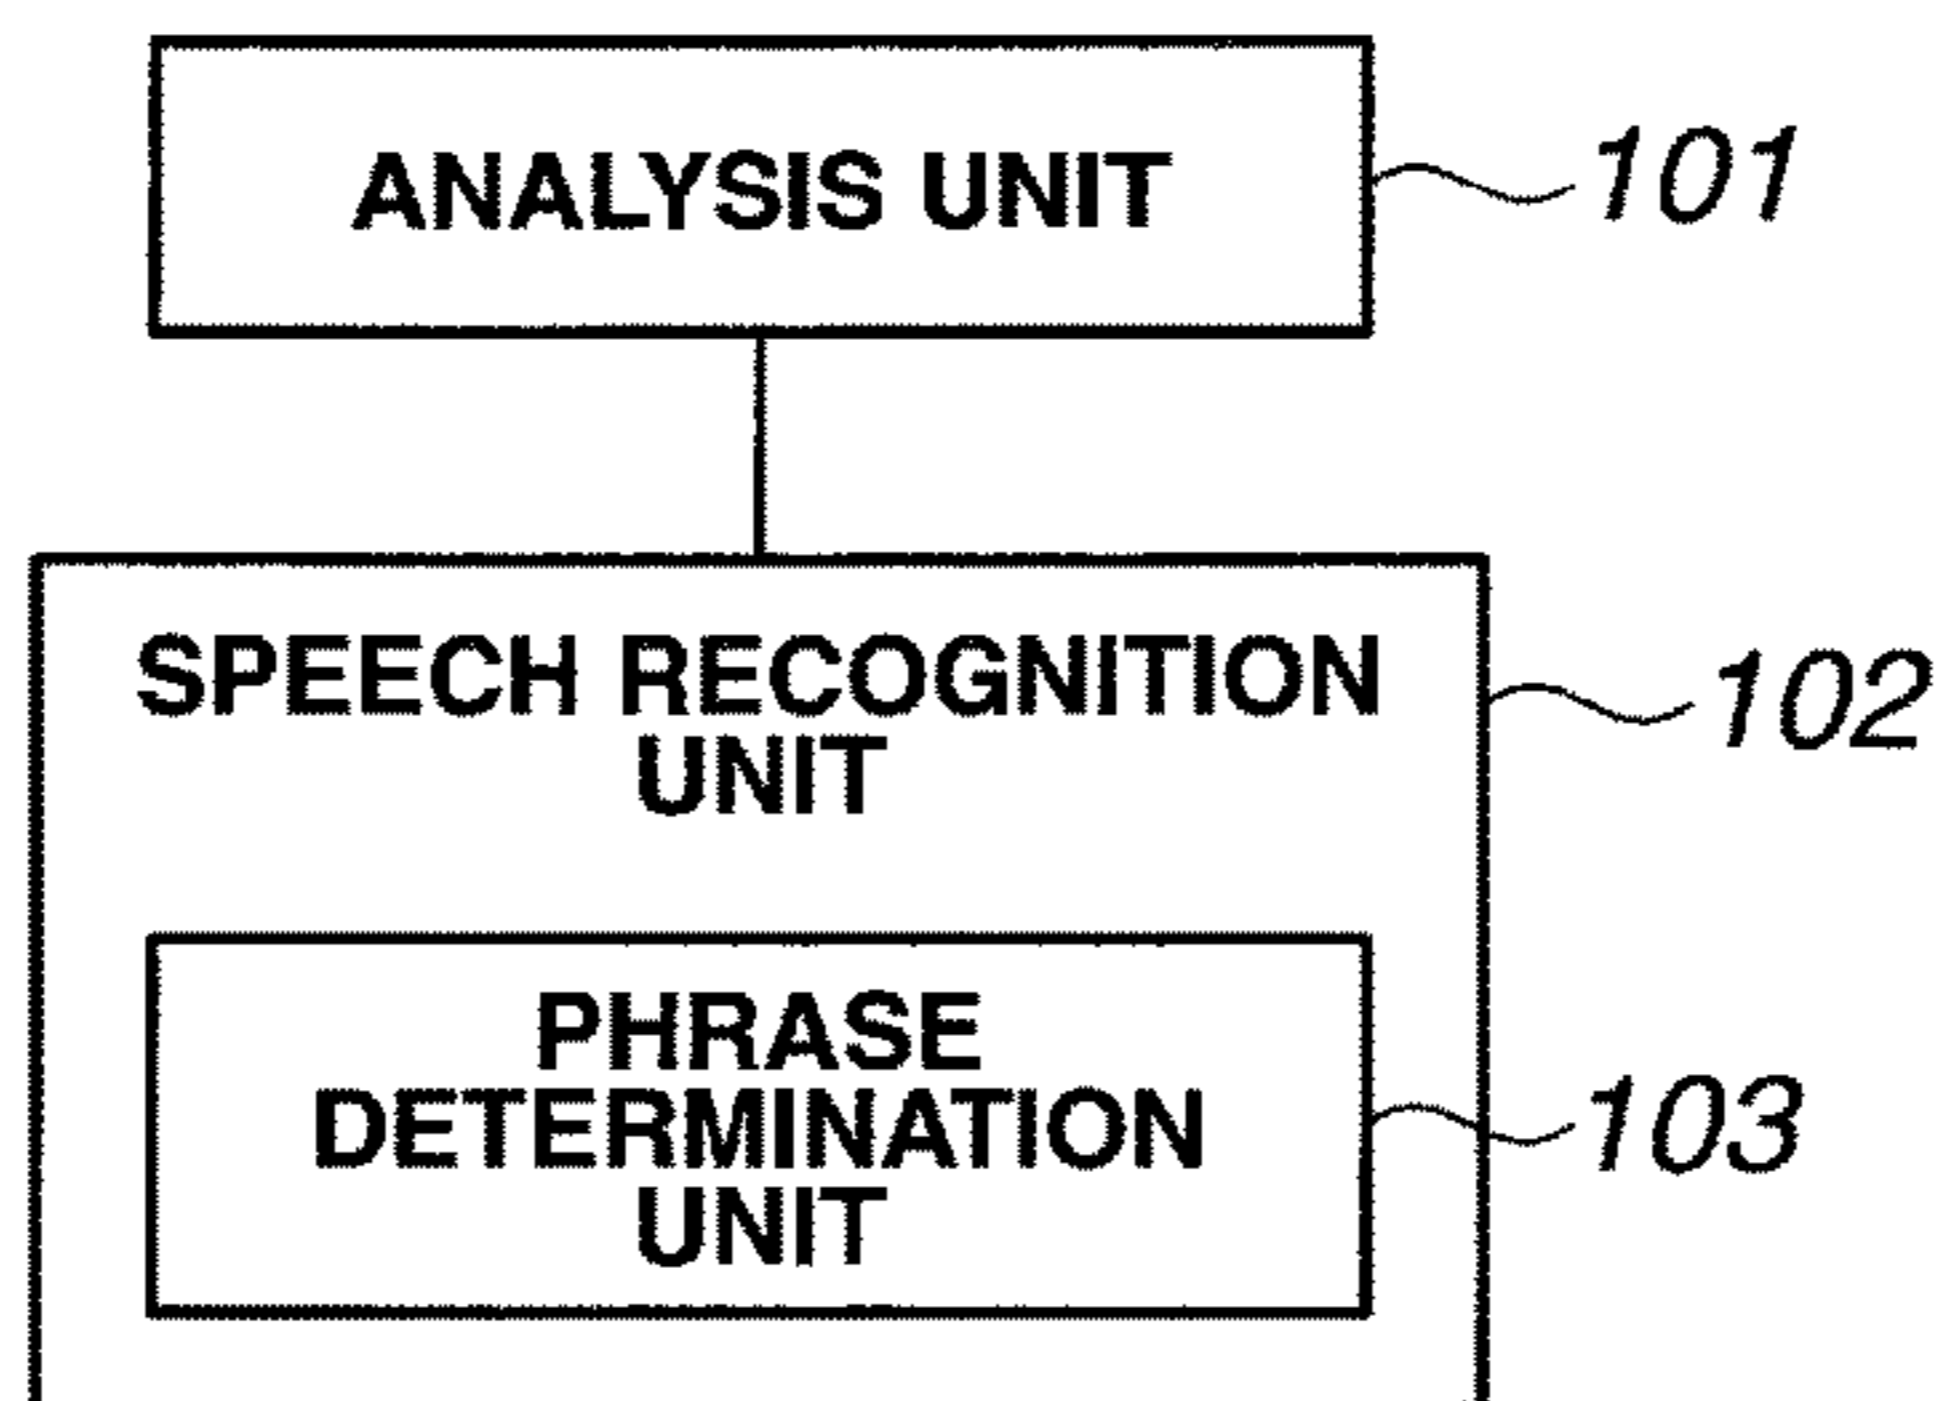 ANALYSIS UNIT
101
SPEECH RECOGNITION
UNIT
102
PHRASE
DETERMINATION
UNIT
103